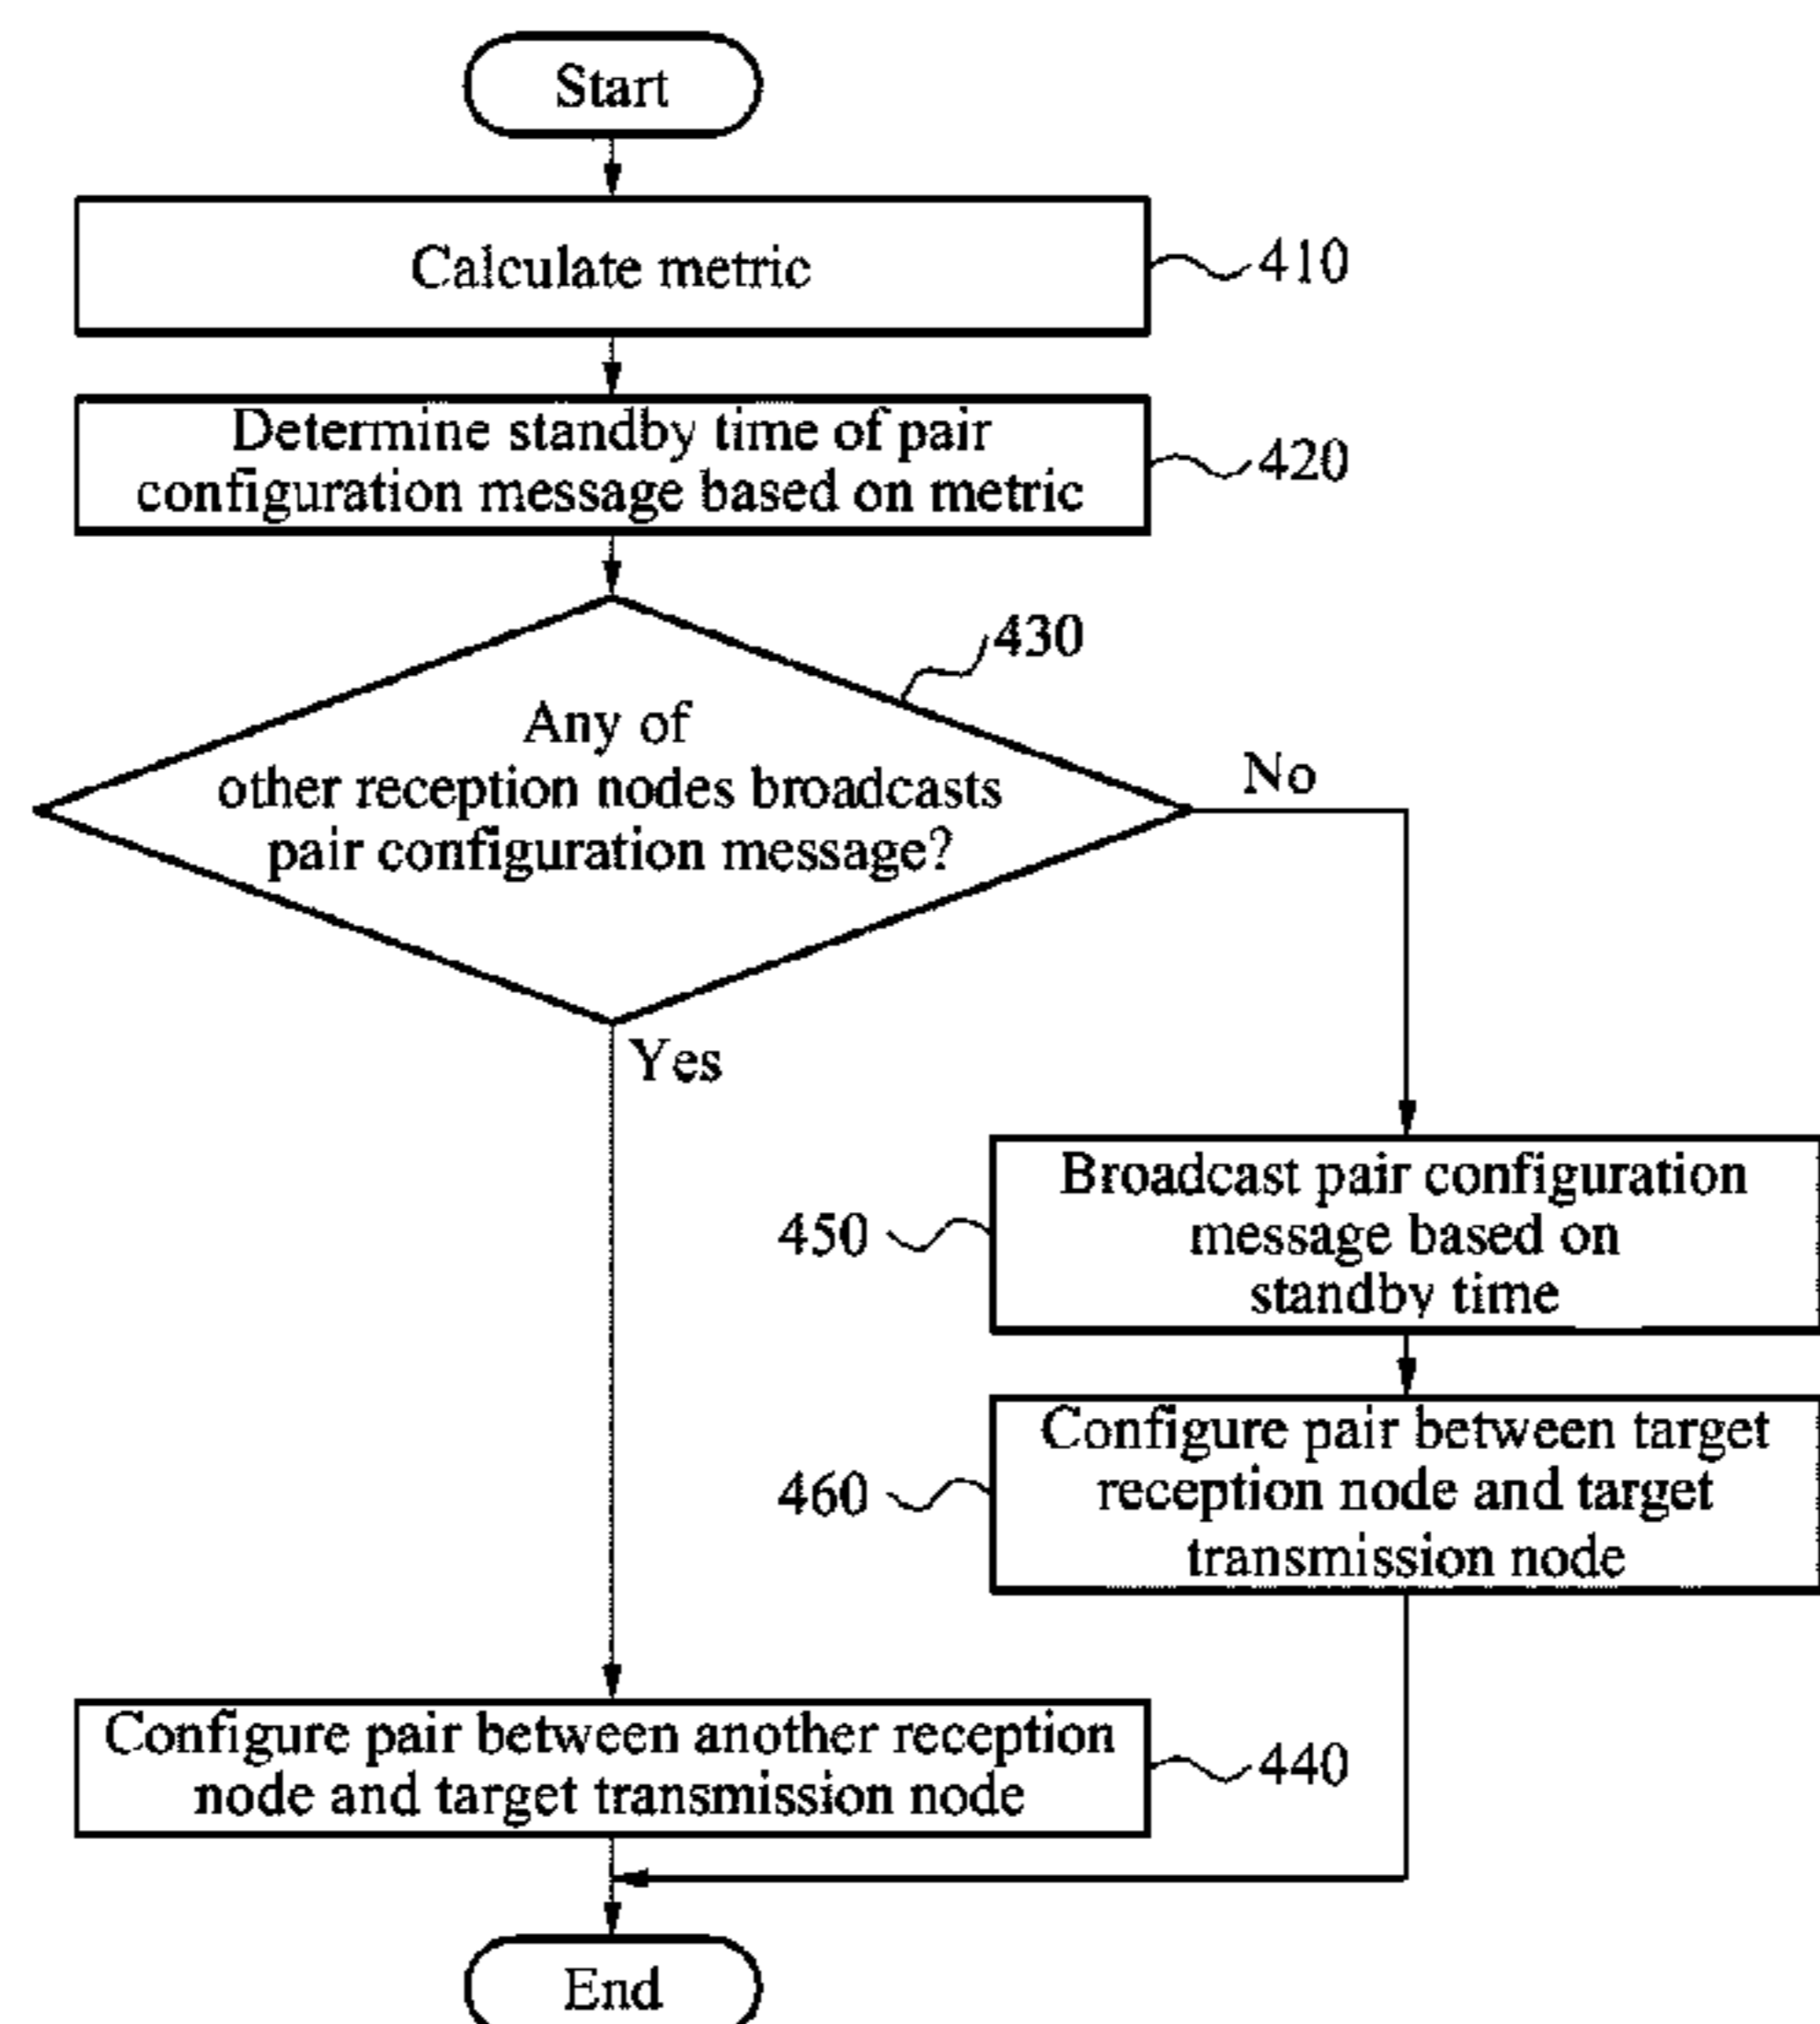 Start
Calculate metric
410
Determine standby time of pair
configuration message based on metric
420
430
Any of
other reception nodes broadcasts
pair configuration message?
No
Yes
Broadcast pair configuration
message based on
standby time
450
Configure pair between target
reception node and target
transmission node
460
Configure pair between another reception
node and target transmission node
440
End